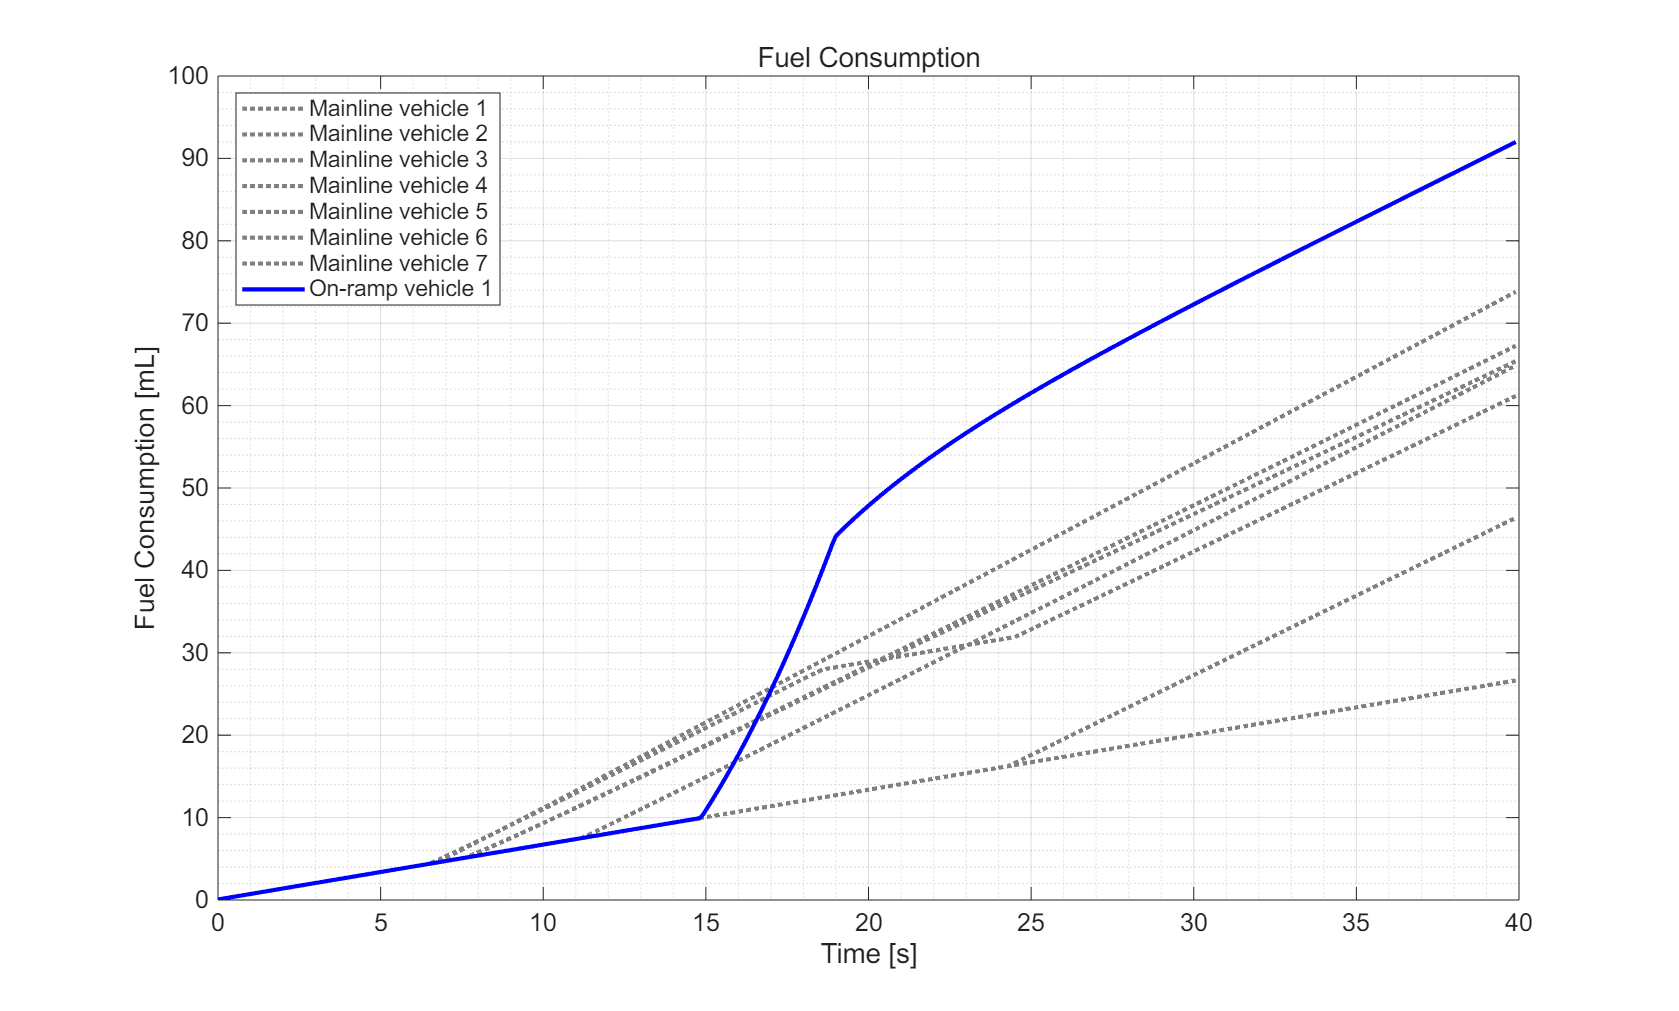 Fuel Consumption
100
90
80
70
60
50
40
30
20
10
0
Fuel Consumption [mL]
Mainline vehicle 1
Mainline vehicle 2
Mainline vehicle 3
Mainline vehicle 4
Mainline vehicle 5
Mainline vehicle 6
Mainline vehicle 7
On-ramp vehicle 1
0 5 10 15 20 25 30 35 40
Time [s]